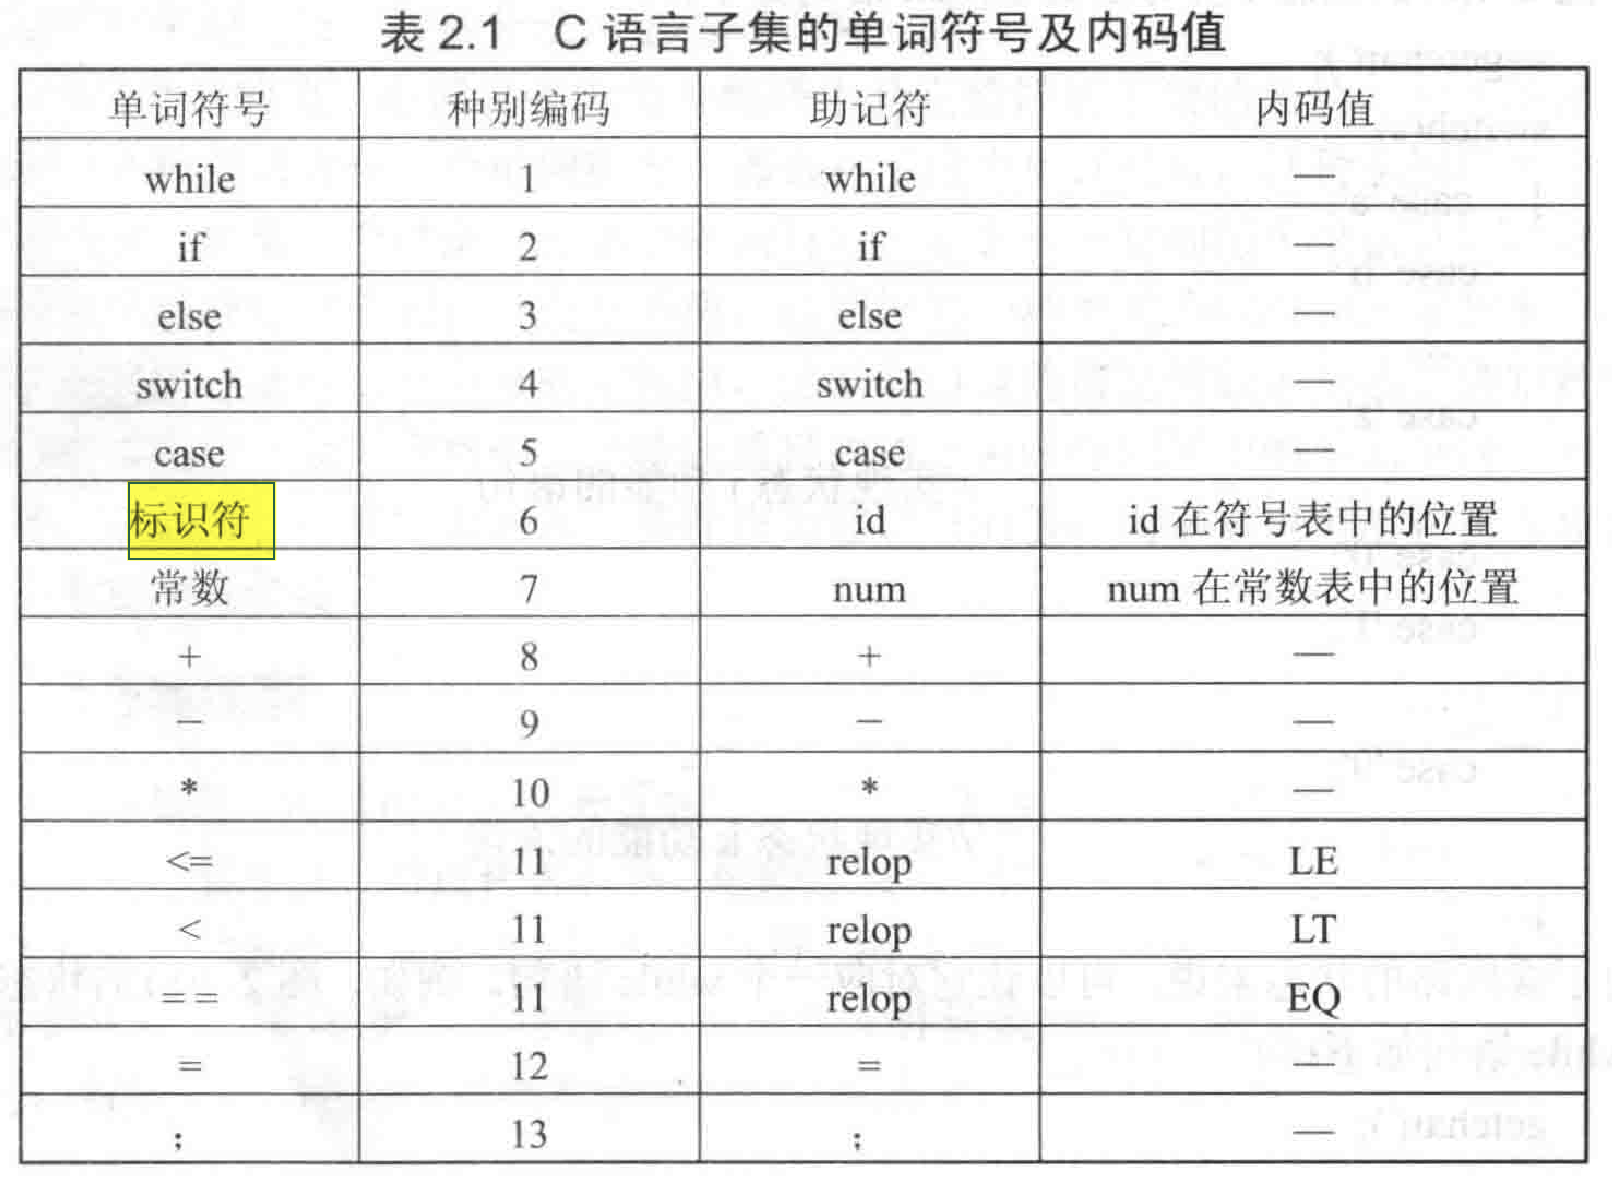 表 2.1 C 语言子集的单词符号及内码值
单词符号 种别编码 助记符 内码值
while 1 while —
if 2 if —
else 3 else —
switch 4 switch —
case 5 case —
标识符 6 id id 在符号表中的位置
常数 7 num num 在常数表中的位置
+ 8 + —
− 9 − —
* 10 * —
<= 11 relop LE
< 11 relop LT
== 11 relop EQ
= 12 = —
; 13 ; —